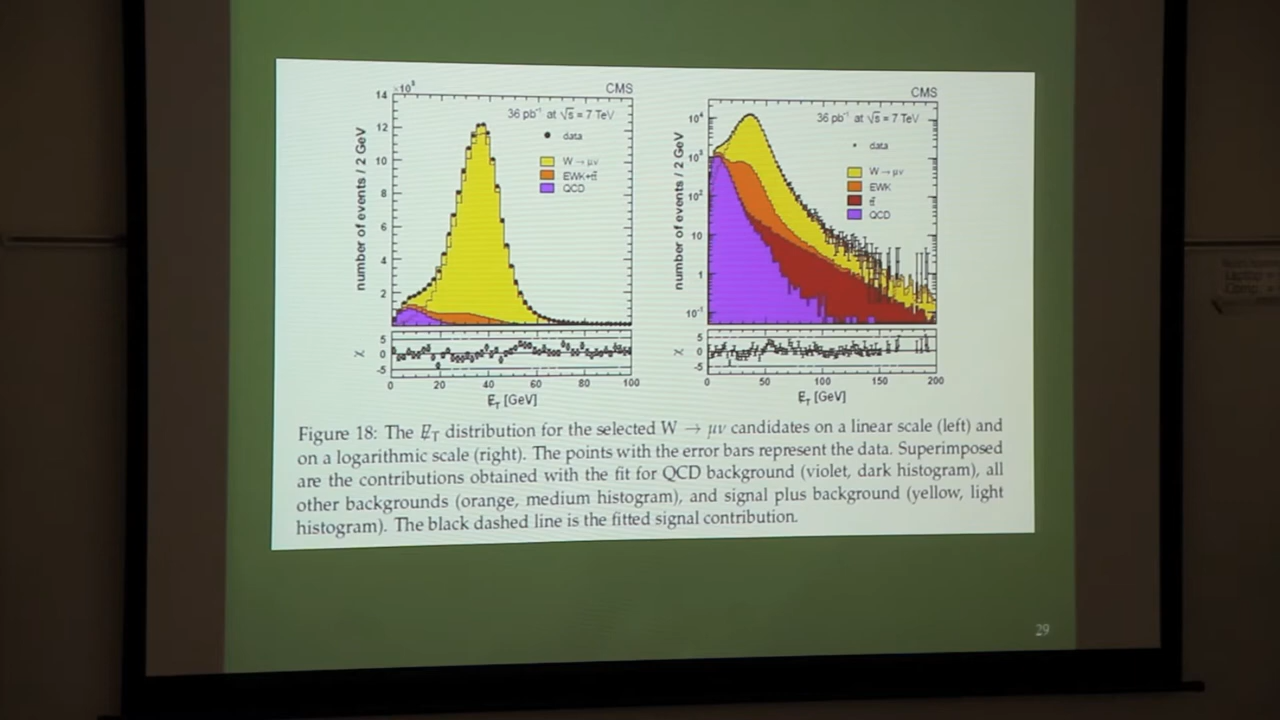 CMS
14 ×10³
36 pb⁻¹ at √s = 7 TeV
data
W → μν
EWK+tt̄
QCD
number of events / 2 GeV
12
10
8
6
4
2
χ
5
0
-5
0 20 40 60 80 100
E̸T [GeV]
CMS
36 pb⁻¹ at √s = 7 TeV
data
W → μν
EWK
tt̄
QCD
number of events / 2 GeV
10⁴
10³
10²
10
1
10⁻¹
χ
5
0
-5
0 50 100 150 200
E̸T [GeV]
Figure 18: The E̸T distribution for the selected W → μν candidates on a linear scale (left) and
on a logarithmic scale (right). The points with the error bars represent the data. Superimposed
are the contributions obtained with the fit for QCD background (violet, dark histogram), all
other backgrounds (orange, medium histogram), and signal plus background (yellow, light
histogram). The black dashed line is the fitted signal contribution.
29